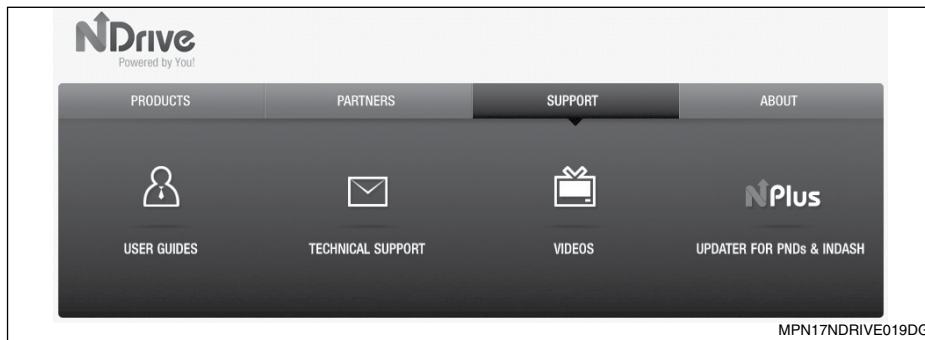 NDrive
Powered by You!
PRODUCTS PARTNERS SUPPORT ABOUT
NPlus
USER GUIDES TECHNICAL SUPPORT VIDEOS UPDATER FOR PNDs & INDASH
MPN17NDRIVE019DG